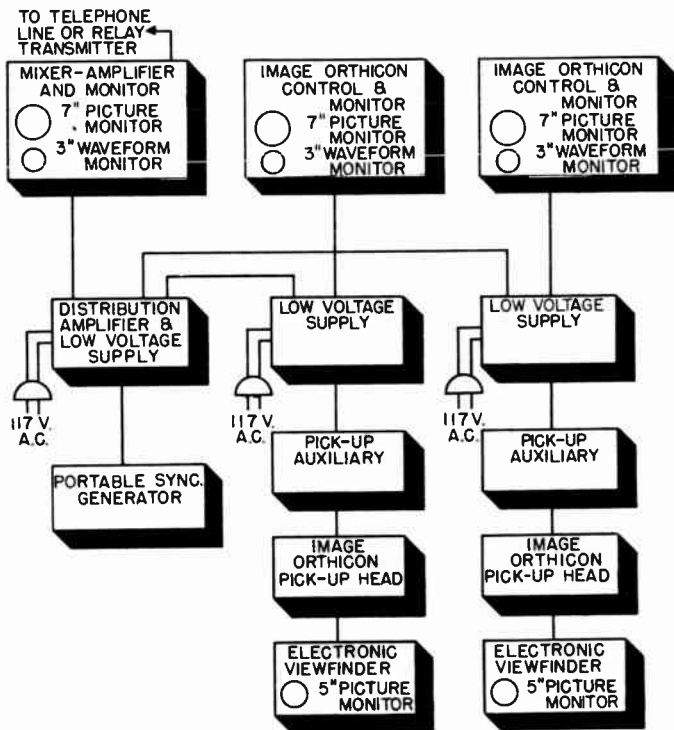 TO TELEPHONE
LINE OR RELAY
TRANSMITTER
MIXER-AMPLIFIER
AND MONITOR
7" PICTURE
MONITOR
3" WAVEFORM
MONITOR
IMAGE ORTHICON
CONTROL &
MONITOR
7" PICTURE
MONITOR
3" WAVEFORM
MONITOR
IMAGE ORTHICON
CONTROL &
MONITOR
7" PICTURE
MONITOR
3" WAVEFORM
MONITOR
DISTRIBUTION
AMPLIFIER &
LOW VOLTAGE
SUPPLY
117 V.
A.C.
LOW VOLTAGE
SUPPLY
117 V.
A.C.
LOW VOLTAGE
SUPPLY
117 V.
A.C.
PORTABLE SYNC.
GENERATOR
PICK-UP
AUXILIARY
PICK-UP
AUXILIARY
IMAGE
ORTHICON
PICK-UP HEAD
IMAGE
ORTHICON
PICK-UP HEAD
ELECTRONIC
VIEWFINDER
5" PICTURE
MONITOR
ELECTRONIC
VIEWFINDER
5" PICTURE
MONITOR